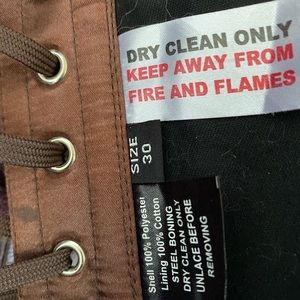 DRY CLEAN ONLY
KEEP AWAY FROM
FIRE AND FLAMES
SIZE
30
Shell 100% Polyester
Lining 100% Cotton
STEEL BONING
DRY CLEAN ONLY
UNLACE BEFORE
REMOVING